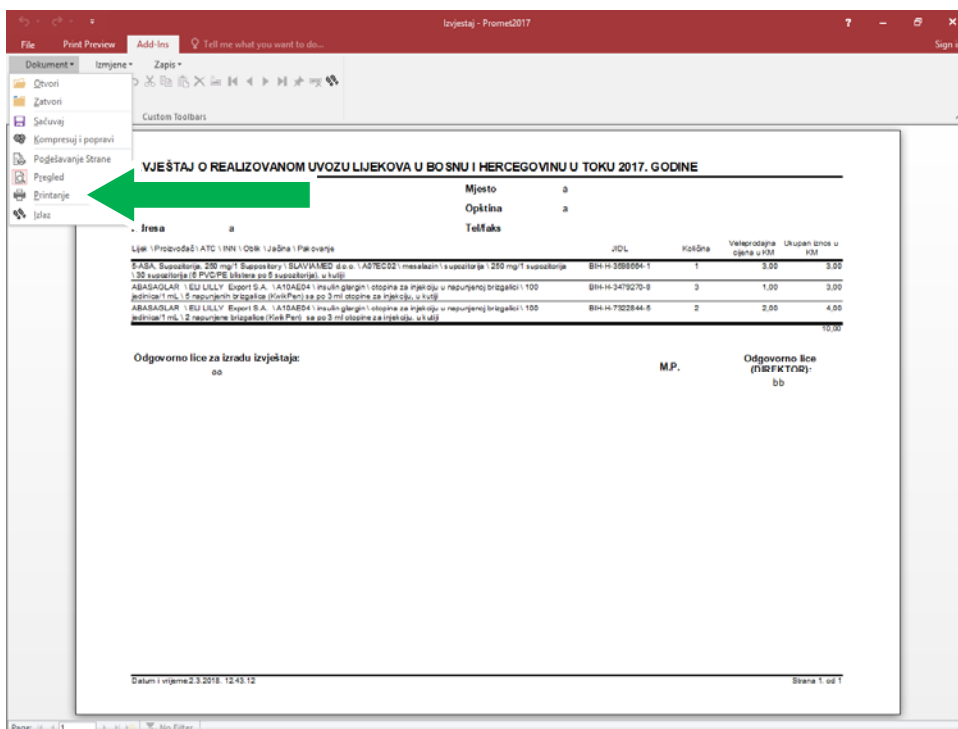 Izvjestaj - Promet2017
File Print Preview Add-Ins Tell me what you want to do... Sign i
Dokument Izmjene Zapis
Otvori
Zatvori
Sačuvaj
Custom Toolbars
Kompresuj i popravi
Podešavanje Strane
Pregled
Printanje
Izlaz
VJEŠTAJ O REALIZOVANOM UVOZU LIJEKOVA U BOSNU I HERCEGOVINU U TOKU 2017. GODINE
Mjesto a
Opština a
dresa a Tel/faks
Lijek \ Proizvođač \ ATC \ INN \ Oblik \ Jačina \ Pakovanje JIDL Količina Veleprodajna cijena u KM Ukupan iznos u KM
5-ASA, Supozitorije, 250 mg/1 Suppository \ SLAVIAMED d.o.o. \ A07EC02 \ mesalazin \ supozitorija \ 250 mg/1 supozitorija BIH-H-3698664-1 1 3,00 3,00
\ 30 supozitorija (6 PVC/PE blistera po 5 supozitorija), u kutiji
ABASAGLAR \ ELI LILLY Export S.A. \ A10AE04 \ insulin glargin \ otopina za injekciju u napunjenoj brizgalici \ 100 BIH-H-3479270-8 3 1,00 3,00
jedinica/1 mL \ 5 napunjenih brizgalica (KwikPen) sa po 3 ml otopine za injekciju, u kutiji
ABASAGLAR \ ELI LILLY Export S.A. \ A10AE04 \ insulin glargin \ otopina za injekciju u napunjenoj brizgalici \ 100 BIH-H-7322844-5 2 2,00 4,00
jedinica/1 mL \ 2 napunjene brizgalice (KwikPen) sa po 3 ml otopine za injekciju, u kutiji
10,00
Odgovorno lice za izradu izvještaja: M.P. Odgovorno lice
(DIREKTOR):
aa bb
Datum i vrijeme:2.3.2018. 12.43.12 Strana 1. od 1
Page: 1 No Filter